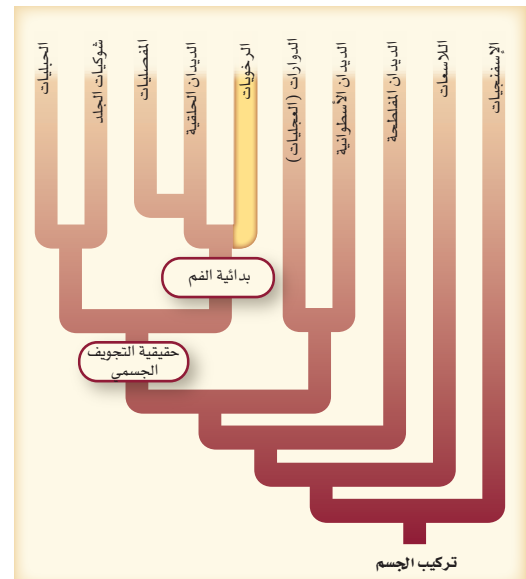 الإسفنجيات
اللاسعات
الديدان المفلطحة
الديدان الأسطوانية
الدوارات (العجليات)
الرخويات
الديدان الحلقية
المفصليات
شوكيات الجلد
الحبليات
بدائية الفم
حقيقية التجويف
الجسمي
تركيب الجسم